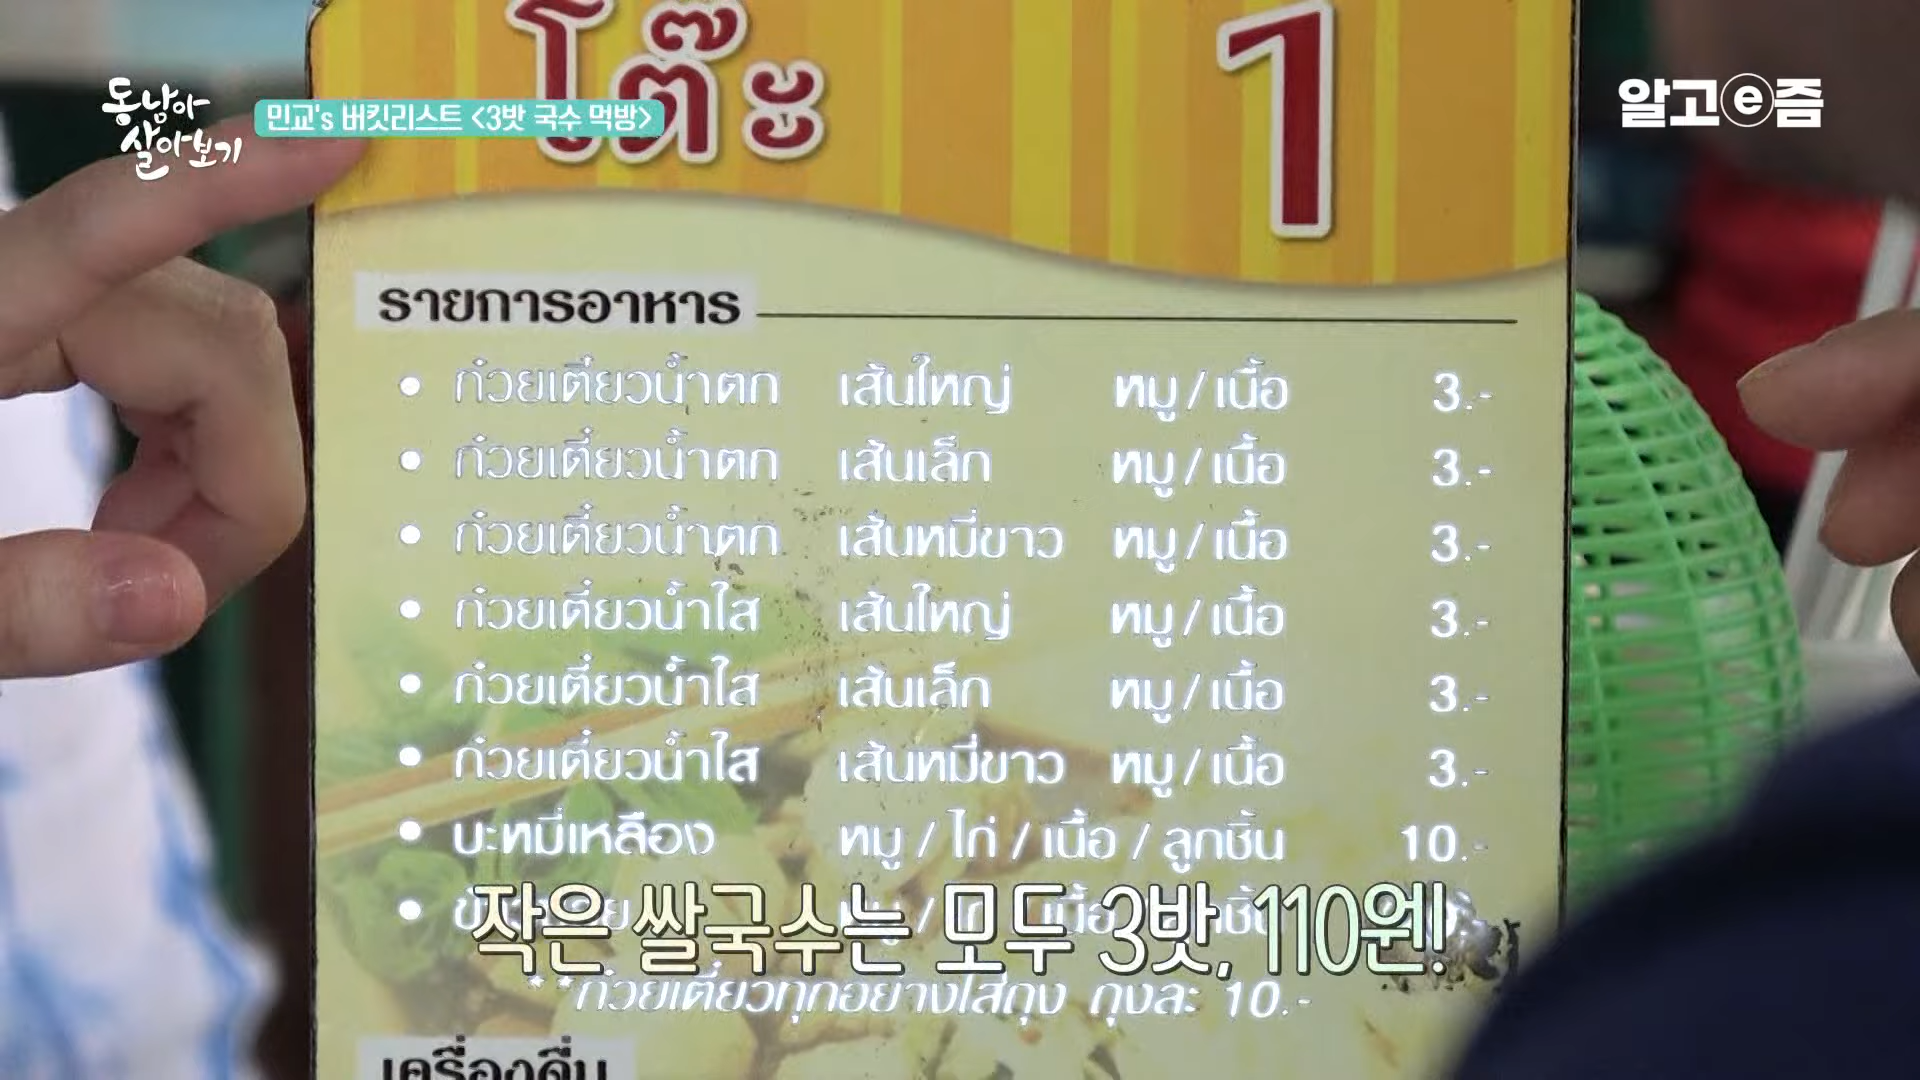 동남아
살아보기
민교's 버킷리스트 <3밧 국수 먹방>
알고e즘
โต๊ะ 1
รายการอาหาร
• ก๋วยเตี๋ยวน้ำตก เส้นใหญ่ หมู / เนื้อ 3.-
• ก๋วยเตี๋ยวน้ำตก เส้นเล็ก หมู / เนื้อ 3.-
• ก๋วยเตี๋ยวน้ำตก เส้นหมี่ขาว หมู / เนื้อ 3.-
• ก๋วยเตี๋ยวน้ำใส เส้นใหญ่ หมู / เนื้อ 3.-
• ก๋วยเตี๋ยวน้ำใส เส้นเล็ก หมู / เนื้อ 3.-
• ก๋วยเตี๋ยวน้ำใส เส้นหมี่ขาว หมู / เนื้อ 3.-
• บะหมี่เหลือง หมู / ไก่ / เนื้อ / ลูกชิ้น 10.-
작은 쌀국수는 모두 3밧, 110원!
**ก๋วยเตี๋ยวทุกอย่างใส่ถุง ถุงละ 10.-
เครื่องดื่ม